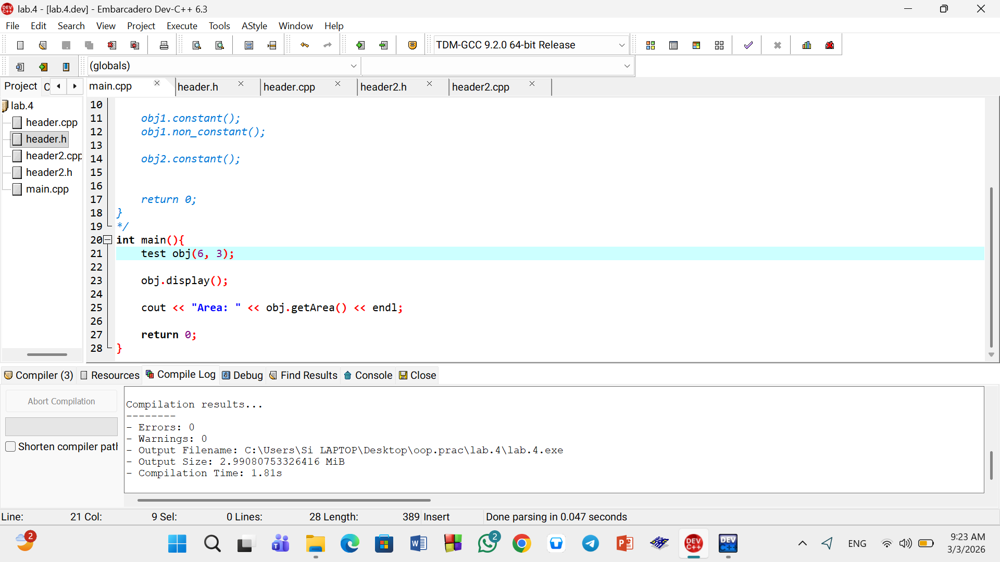 lab.4 - [lab.4.dev] - Embarcadero Dev-C++ 6.3
File Edit Search View Project Execute Tools AStyle Window Help
TDM-GCC 9.2.0 64-bit Release
(globals)
Project C main.cpp header.h header.cpp header2.h header2.cpp
lab.4
header.cpp
header.h
header2.cpp
header2.h
main.cpp
10
11 obj1.constant();
12 obj1.non_constant();
13
14 obj2.constant();
15
16
17 return 0;
18 }
19 */
20 int main(){
21 test obj(6, 3);
22
23 obj.display();
24
25 cout << "Area: " << obj.getArea() << endl;
26
27 return 0;
28 }
Compiler (3) Resources Compile Log Debug Find Results Console Close
Abort Compilation
Shorten compiler path
Compilation results...
--------
- Errors: 0
- Warnings: 0
- Output Filename: C:\Users\Si LAPTOP\Desktop\oop.prac\lab.4\lab.4.exe
- Output Size: 2.99080753326416 MiB
- Compilation Time: 1.81s
Line: 21 Col: 9 Sel: 0 Lines: 28 Length: 389 Insert Done parsing in 0.047 seconds
2
2
DEV C++
DEV C++
ENG
9:23 AM
3/3/2026